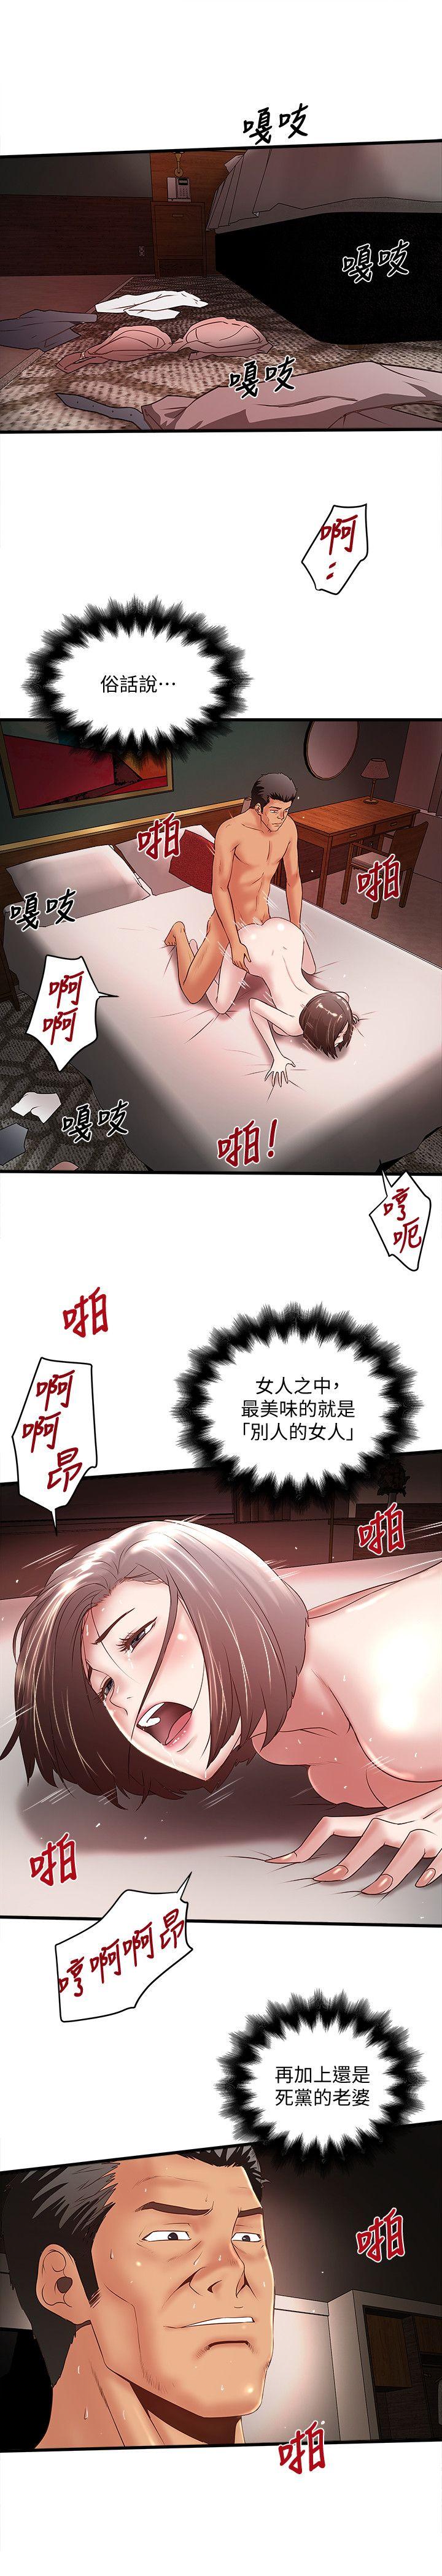 嘎吱
嘎吱
嘎吱
啊
俗話說…
啪
啪
嘎吱
啊
啊
嘎吱
啪！
哼
呃
啪
女人之中，
最美味的就是
「別人的女人」
啊
啊
昂
啪
啪
哼啊啊昂
再加上還是
死黨的老婆
啪
啪